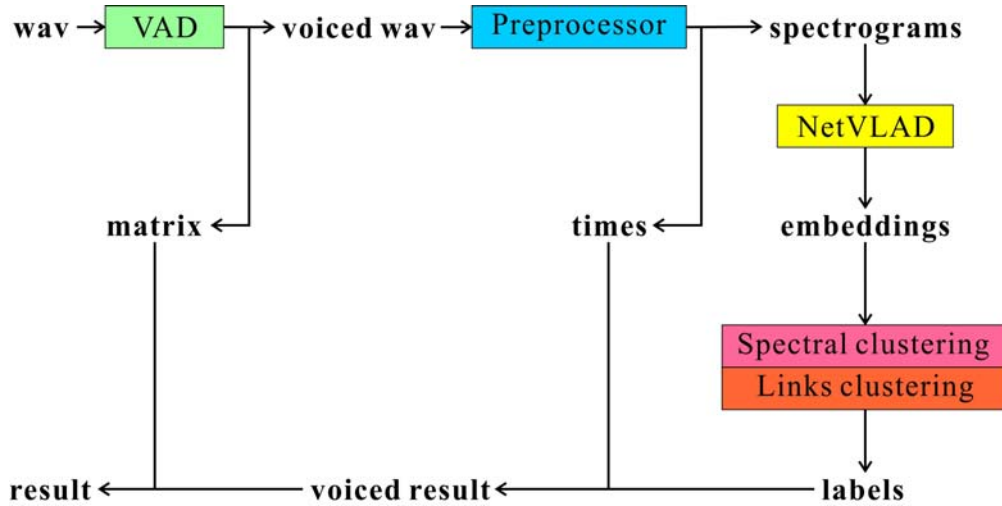 wav
VAD
voiced wav
Preprocessor
spectrograms
NetVLAD
matrix
times
embeddings
Spectral clustering
Links clustering
result
voiced result
labels